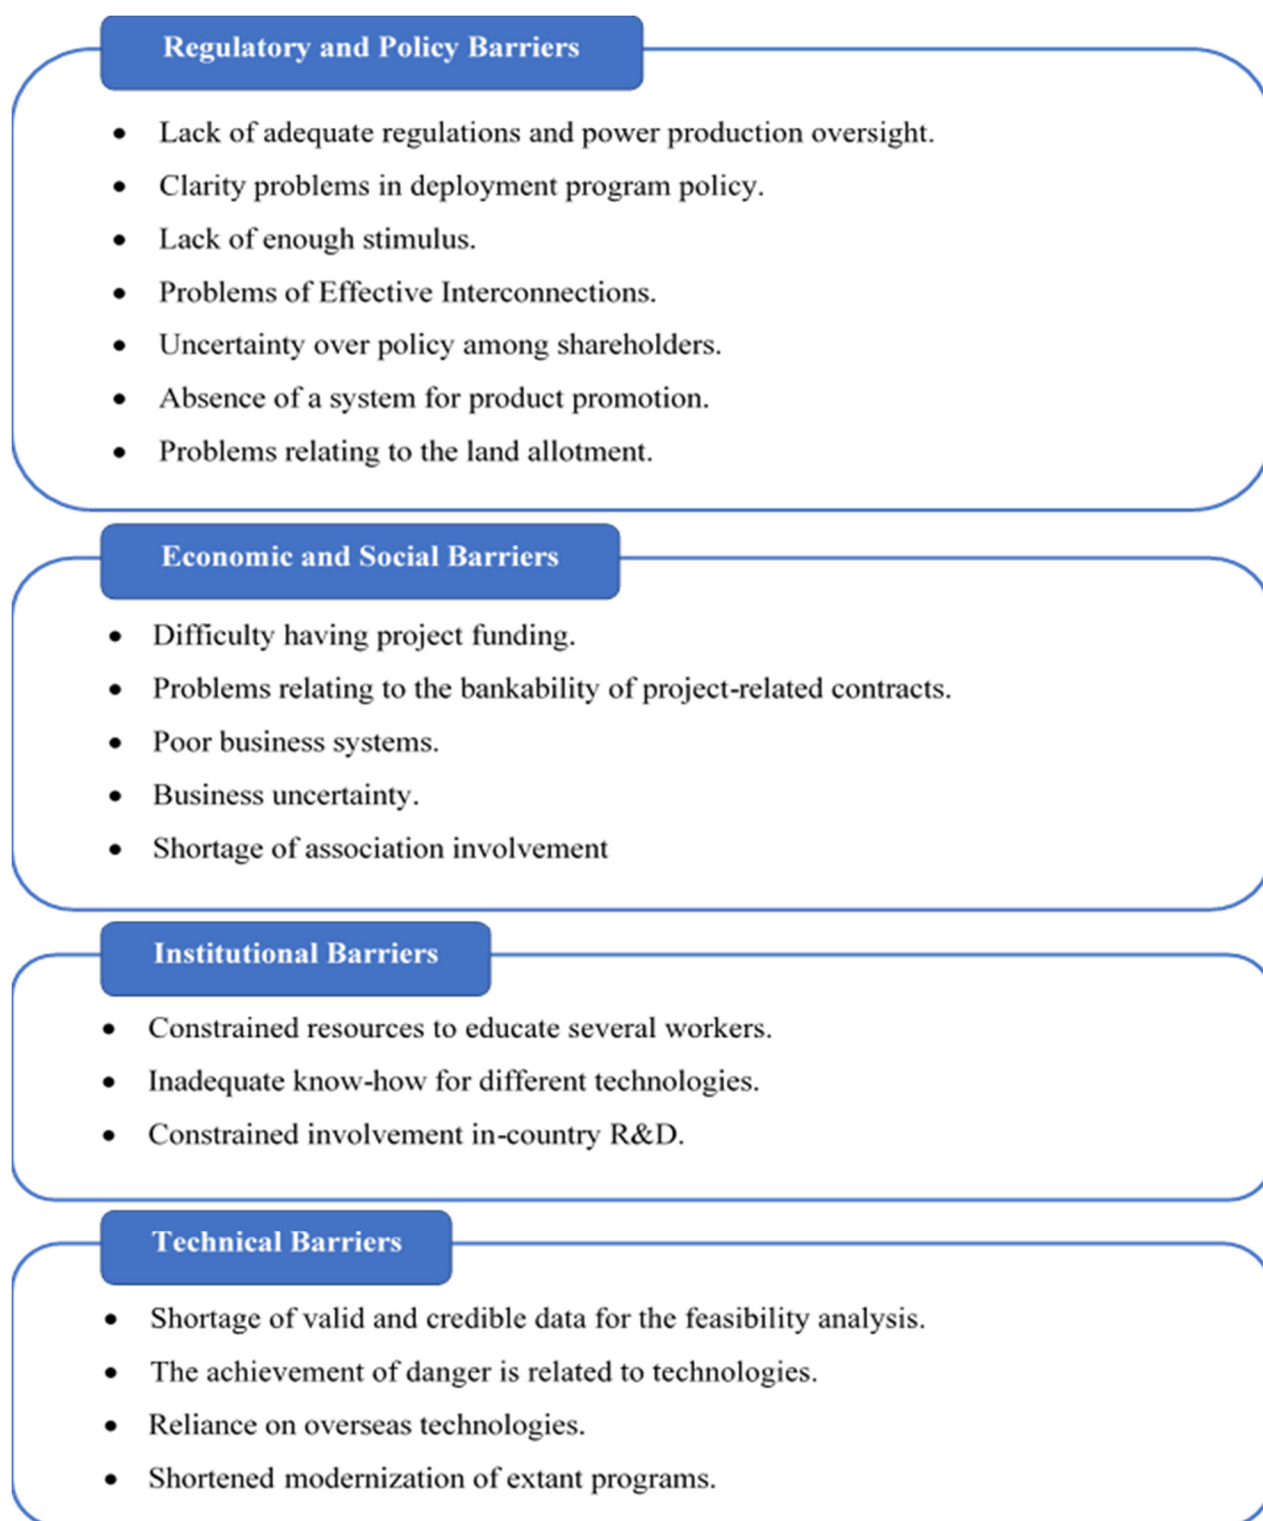 Regulatory and Policy Barriers
• Lack of adequate regulations and power production oversight.
• Clarity problems in deployment program policy.
• Lack of enough stimulus.
• Problems of Effective Interconnections.
• Uncertainty over policy among shareholders.
• Absence of a system for product promotion.
• Problems relating to the land allotment.
Economic and Social Barriers
• Difficulty having project funding.
• Problems relating to the bankability of project-related contracts.
• Poor business systems.
• Business uncertainty.
• Shortage of association involvement
Institutional Barriers
• Constrained resources to educate several workers.
• Inadequate know-how for different technologies.
• Constrained involvement in-country R&D.
Technical Barriers
• Shortage of valid and credible data for the feasibility analysis.
• The achievement of danger is related to technologies.
• Reliance on overseas technologies.
• Shortened modernization of extant programs.